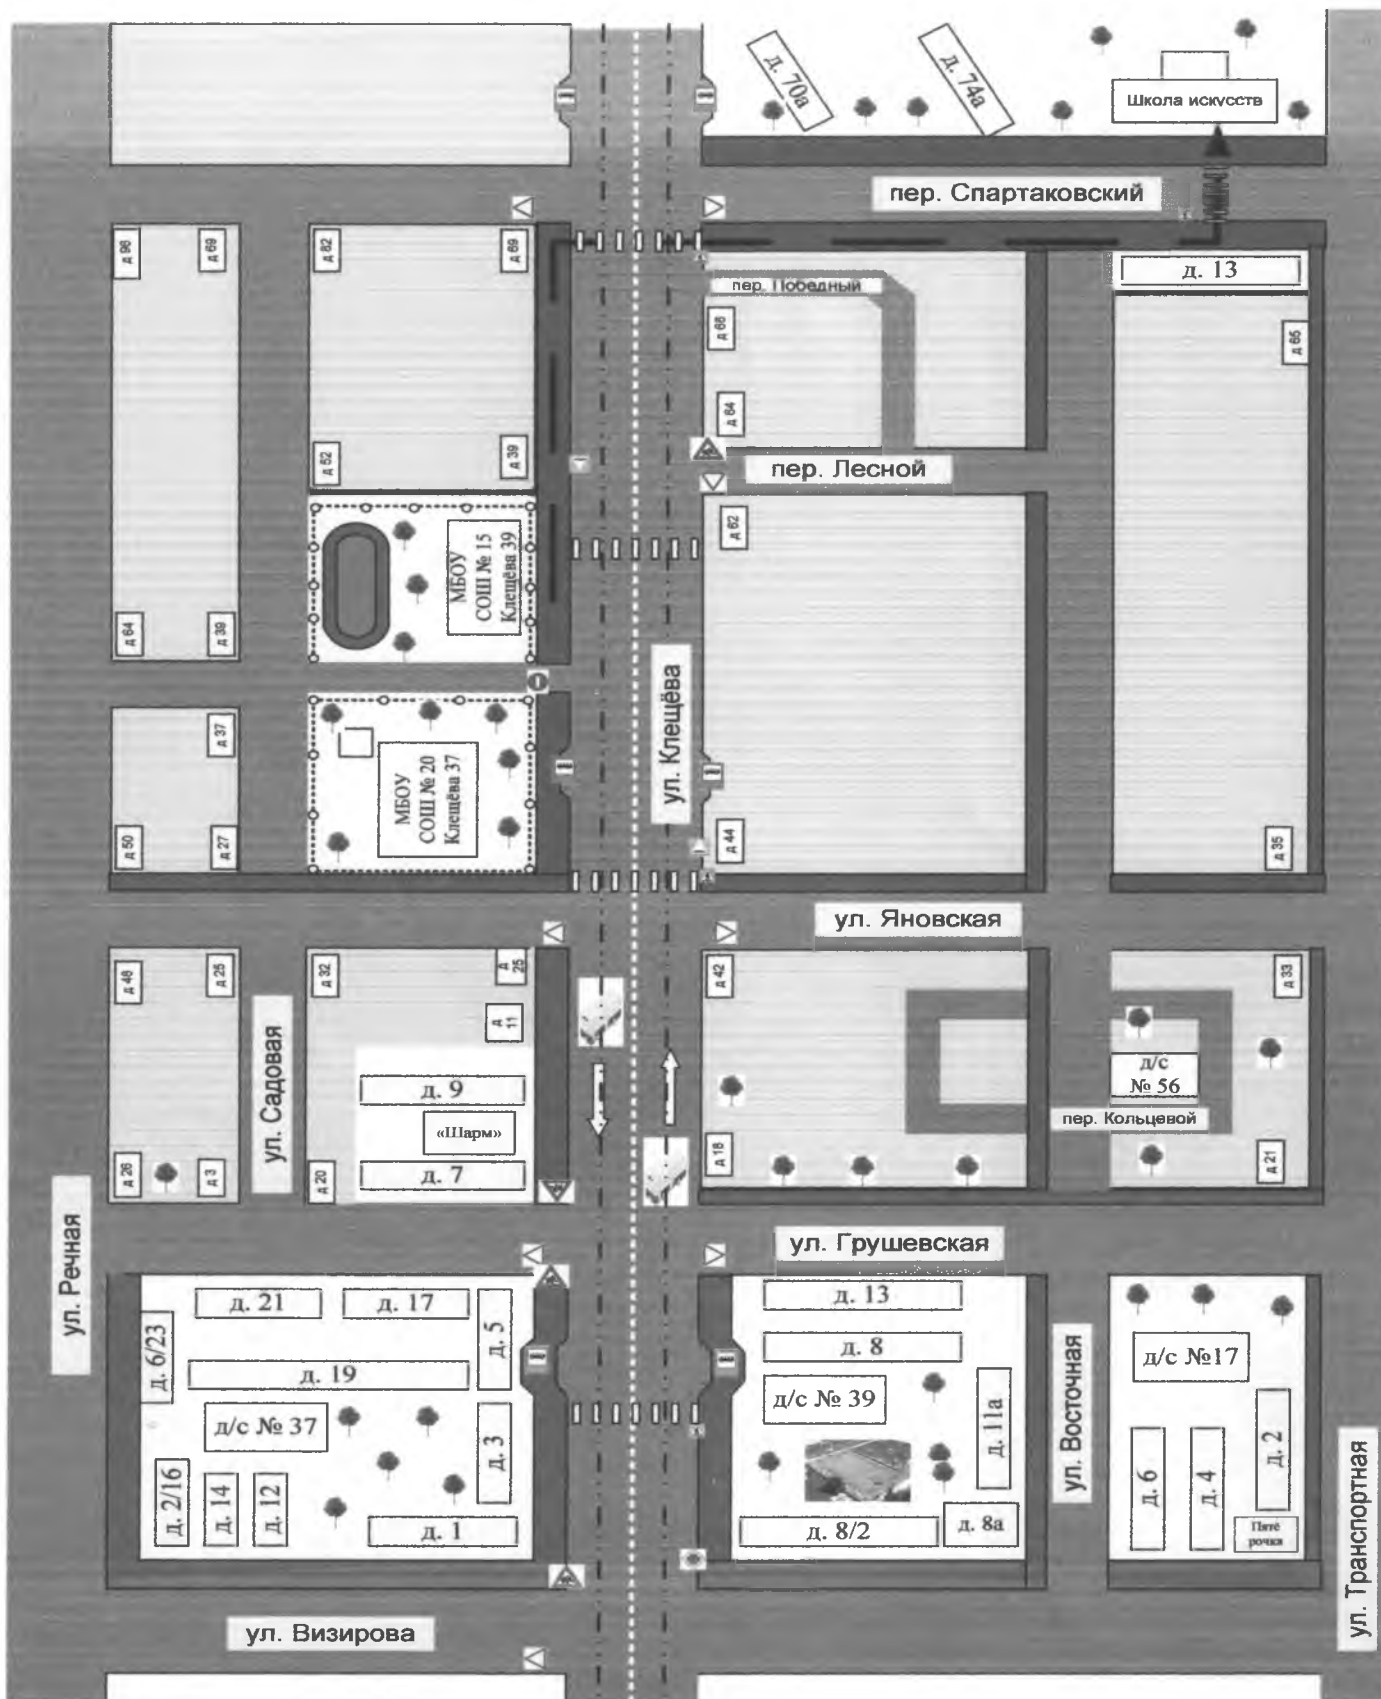 д. 70а
д. 74а
Школа искусств
пер. Спартаковский
д 96
д 69
д 82
д 69
д. 13
пер. Победный
д 66
д 65
д 64
д 52
д 39
пер. Лесной
д 62
МБОУ
СОШ № 15
Клещёва 39
д 64
д 39
ул. Клещёва
д 37
МБОУ
СОШ № 20
Клещёва 37
д 50
д 27
д 44
д 35
ул. Яновская
д 48
д 25
д 32
д
25
д 42
д 33
д
11
ул. Садовая
д. 9
«Шарм»
д. 7
д/с
№ 56
пер. Кольцевой
д 26
д 3
д 20
д 18
д 21
ул. Речная
ул. Грушевская
д. 21
д. 17
д. 5
д. 13
д. 6/23
д. 19
д. 8
д/с №17
д/с № 37
д. 3
д/с № 39
д. 11а
ул. Восточная
д. 2
д. 2/16
д. 14
д. 12
д. 6
д. 4
д. 1
д. 8/2
д. 8а
Пятё
рочка
ул. Транспортная
ул. Визирова